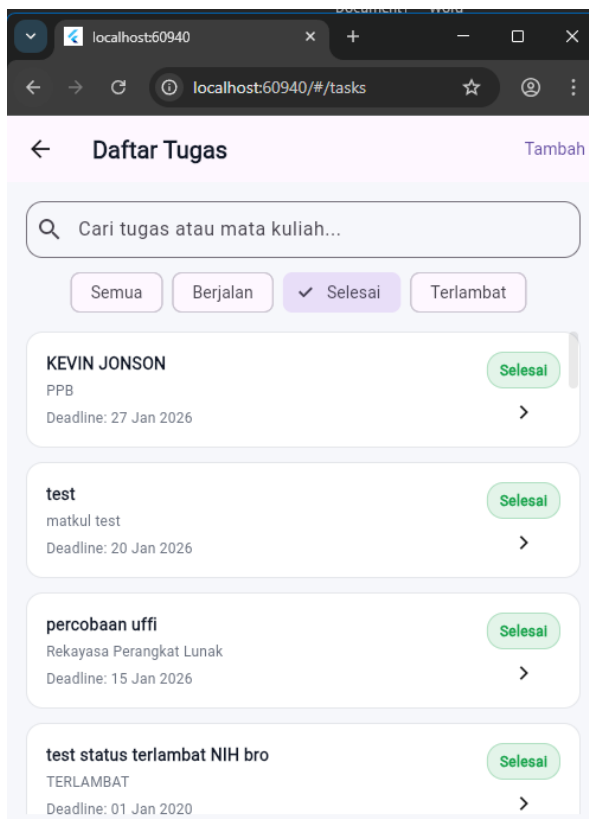 Document1 Word
localhost:60940
localhost:60940/#/tasks
Daftar Tugas
Tambah
Cari tugas atau mata kuliah...
Semua
Berjalan
Selesai
Terlambat
KEVIN JONSON
Selesai
PPB
Deadline: 27 Jan 2026
test
Selesai
matkul test
Deadline: 20 Jan 2026
percobaan uffi
Selesai
Rekayasa Perangkat Lunak
Deadline: 15 Jan 2026
test status terlambat NIH bro
Selesai
TERLAMBAT
Deadline: 01 Jan 2020